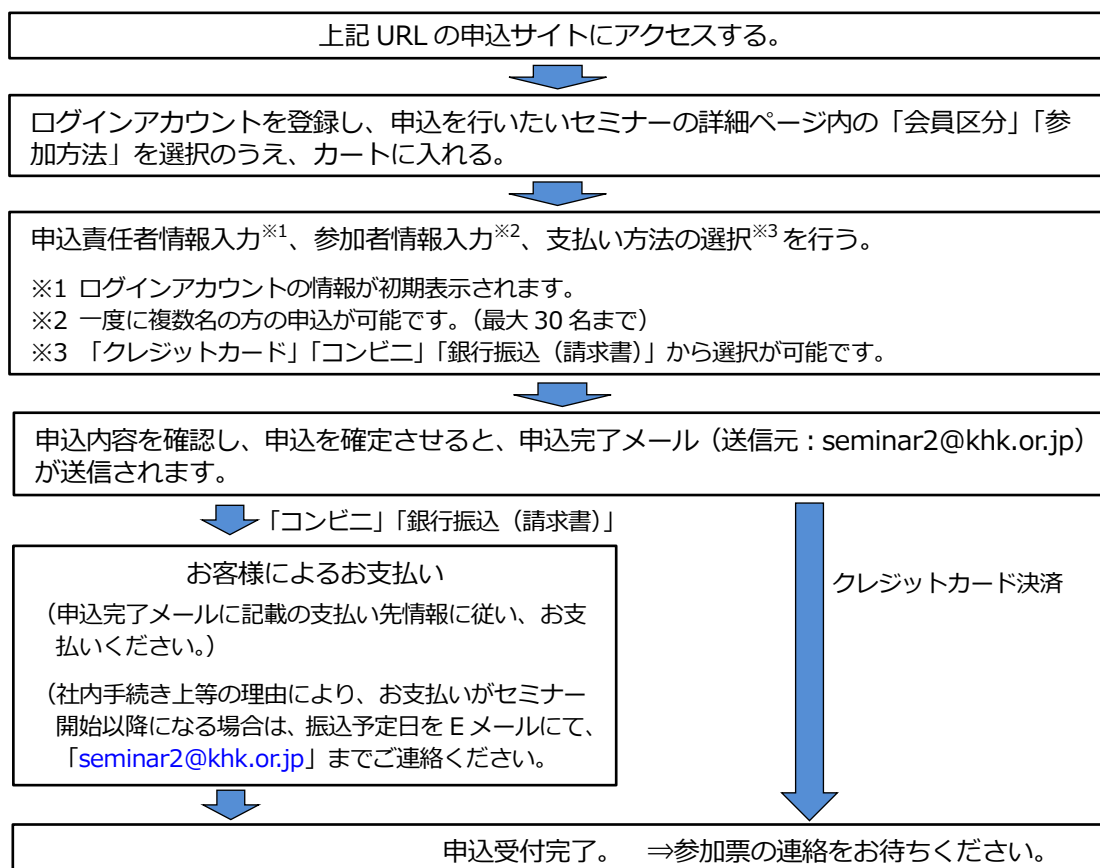 上記 URL の申込サイトにアクセスする。
ログインアカウントを登録し、申込を行いたいセミナーの詳細ページ内の「会員区分」「参
加方法」を選択のうえ、カートに入れる。
申込責任者情報入力※1、参加者情報入力※2、支払い方法の選択※3 を行う。
※1 ログインアカウントの情報が初期表示されます。
※2 一度に複数名の方の申込が可能です。（最大 30 名まで）
※3 「クレジットカード」「コンビニ」「銀行振込（請求書）」から選択が可能です。
申込内容を確認し、申込を確定させると、申込完了メール（送信元：seminar2@khk.or.jp）
が送信されます。
「コンビニ」「銀行振込（請求書）」
お客様によるお支払い
（申込完了メールに記載の支払い先情報に従い、お支
払いください。）
（社内手続き上等の理由により、お支払いがセミナー
開始以降になる場合は、振込予定日を E メールにて、
「seminar2@khk.or.jp」までご連絡ください。
クレジットカード決済
申込受付完了。 ⇒参加票の連絡をお待ちください。